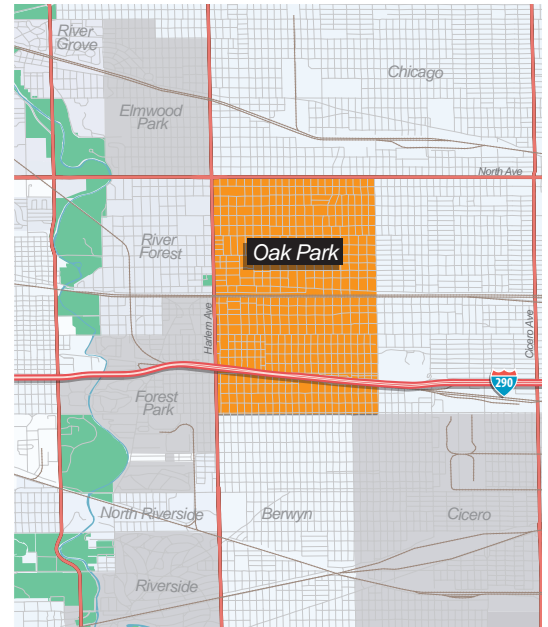 River
Grove
Chicago
Elmwood
Park
North Ave
River
Forest
Oak Park
Harlem Ave
Cicero Ave
290
Forest
Park
North Riverside
Berwyn
Cicero
Riverside